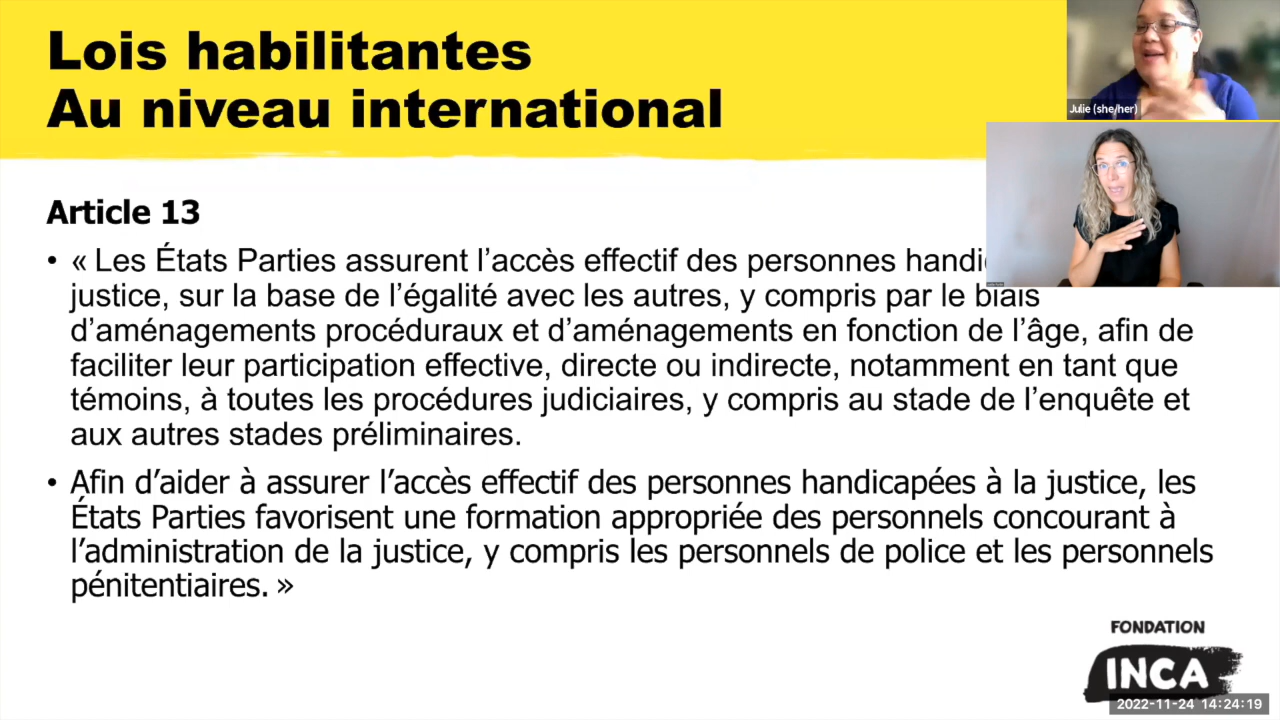 Lois habilitantes
Au niveau international
Julie (she/her)
Article 13
• « Les États Parties assurent l’accès effectif des personnes
justice, sur la base de l’égalité avec les autres, y compris par le biais
d’aménagements procéduraux et d’aménagements en fonction de l’âge, afin de
faciliter leur participation effective, directe ou indirecte, notamment en tant que
témoins, à toutes les procédures judiciaires, y compris au stade de l’enquête et
aux autres stades préliminaires.
• Afin d’aider à assurer l’accès effectif des personnes handicapées à la justice, les
États Parties favorisent une formation appropriée des personnels concourant à
l’administration de la justice, y compris les personnels de police et les personnels
pénitentiaires. »
FONDATION
INCA
2022-11-24 14:24:19